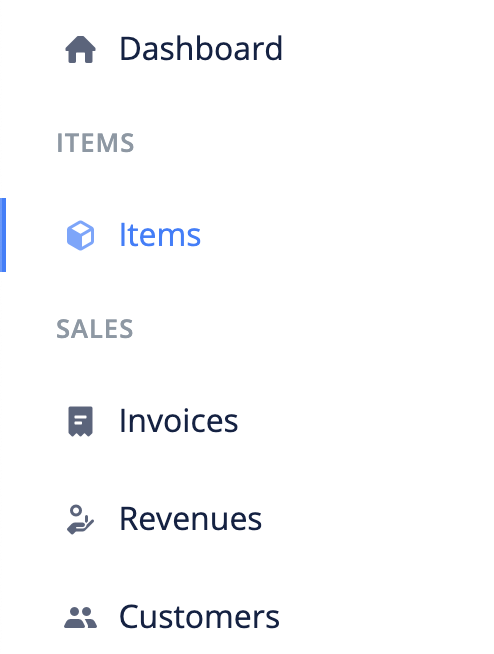 Dashboard
ITEMS
Items
SALES
Invoices
Revenues
Customers